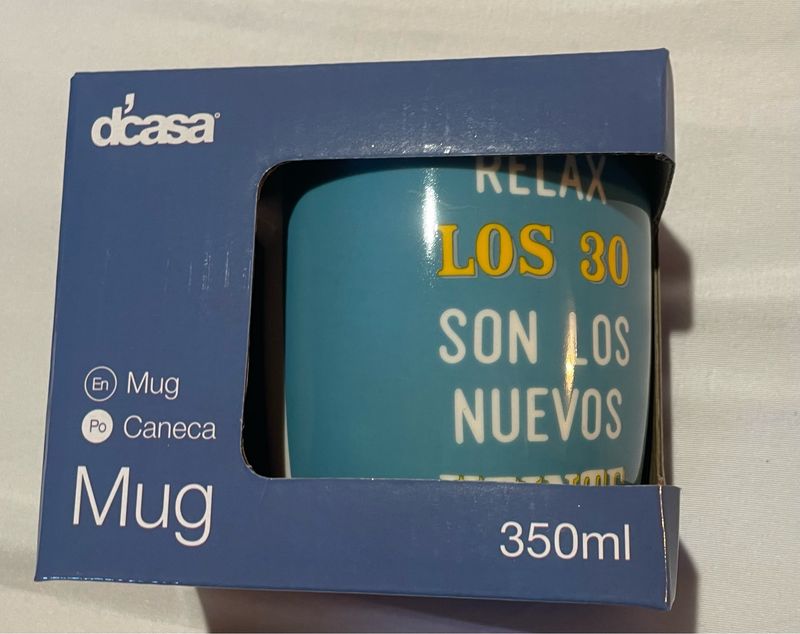 d'casa
RELAX
LOS 30
SON LOS
NUEVOS
En Mug
Po Caneca
Mug
350ml